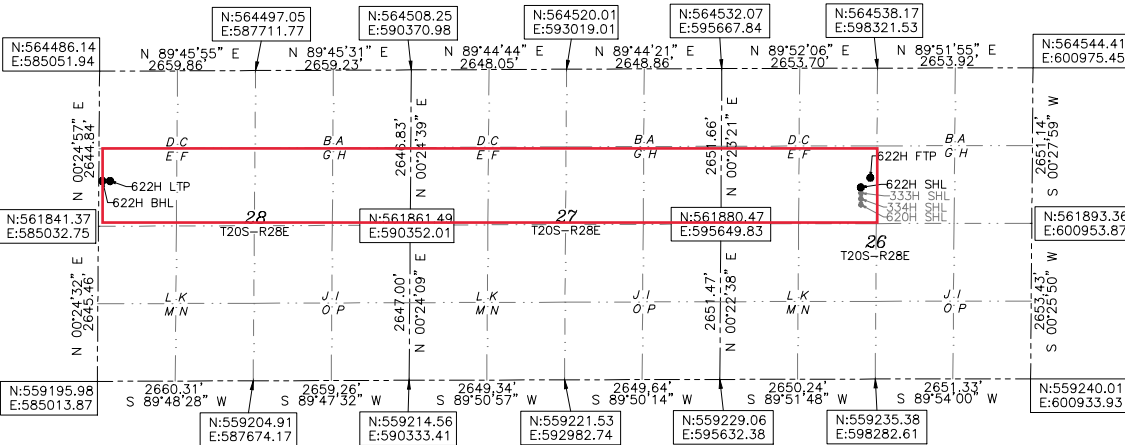 N:564497.05
E:587711.77
N:564508.25
E:590370.98
N:564520.01
E:593019.01
N:564532.07
E:595667.84
N:564538.17
E:598321.53
N:564486.14
E:585051.94
N 89°45'55" E
2659.86'
N 89°45'31" E
2659.23'
N 89°44'44" E
2648.05'
N 89°44'21" E
2648.86'
N 89°52'06" E
2653.70'
N 89°51'55" E
2653.92'
N:564544.41
E:600975.45
N 00°24'57" E
2644.84'
2646.83'
N 00°24'39" E
2651.66'
N 00°23'21" E
2651.14'
S 00°27'59" W
D C
E F
B A
G H
D C
E F
B A
G H
D C
E F
B A
G H
622H FTP
622H LTP
622H BHL
622H SHL
333H SHL
334H SHL
620H SHL
N:561841.37
E:585032.75
28
T20S-R28E
N:561861.49
E:590352.01
27
T20S-R28E
N:561880.47
E:595649.83
26
T20S-R28E
N:561893.36
E:600953.87
N 00°24'32" E
2645.46'
2647.00'
N 00°24'09" E
2651.47'
N 00°22'38" E
2653.43'
S 00°25'50" W
L K
M N
J I
O P
L K
M N
J I
O P
L K
M N
J I
O P
N:559195.98
E:585013.87
2660.31'
S 89°48'28" W
2659.26'
S 89°47'32" W
2649.34'
S 89°50'57" W
2649.64'
S 89°50'14" W
2650.24'
S 89°51'48" W
2651.33'
S 89°54'00" W
N:559240.01
E:600933.93
N:559204.91
E:587674.17
N:559214.56
E:590333.41
N:559221.53
E:592982.74
N:559229.06
E:595632.38
N:559235.38
E:598282.61